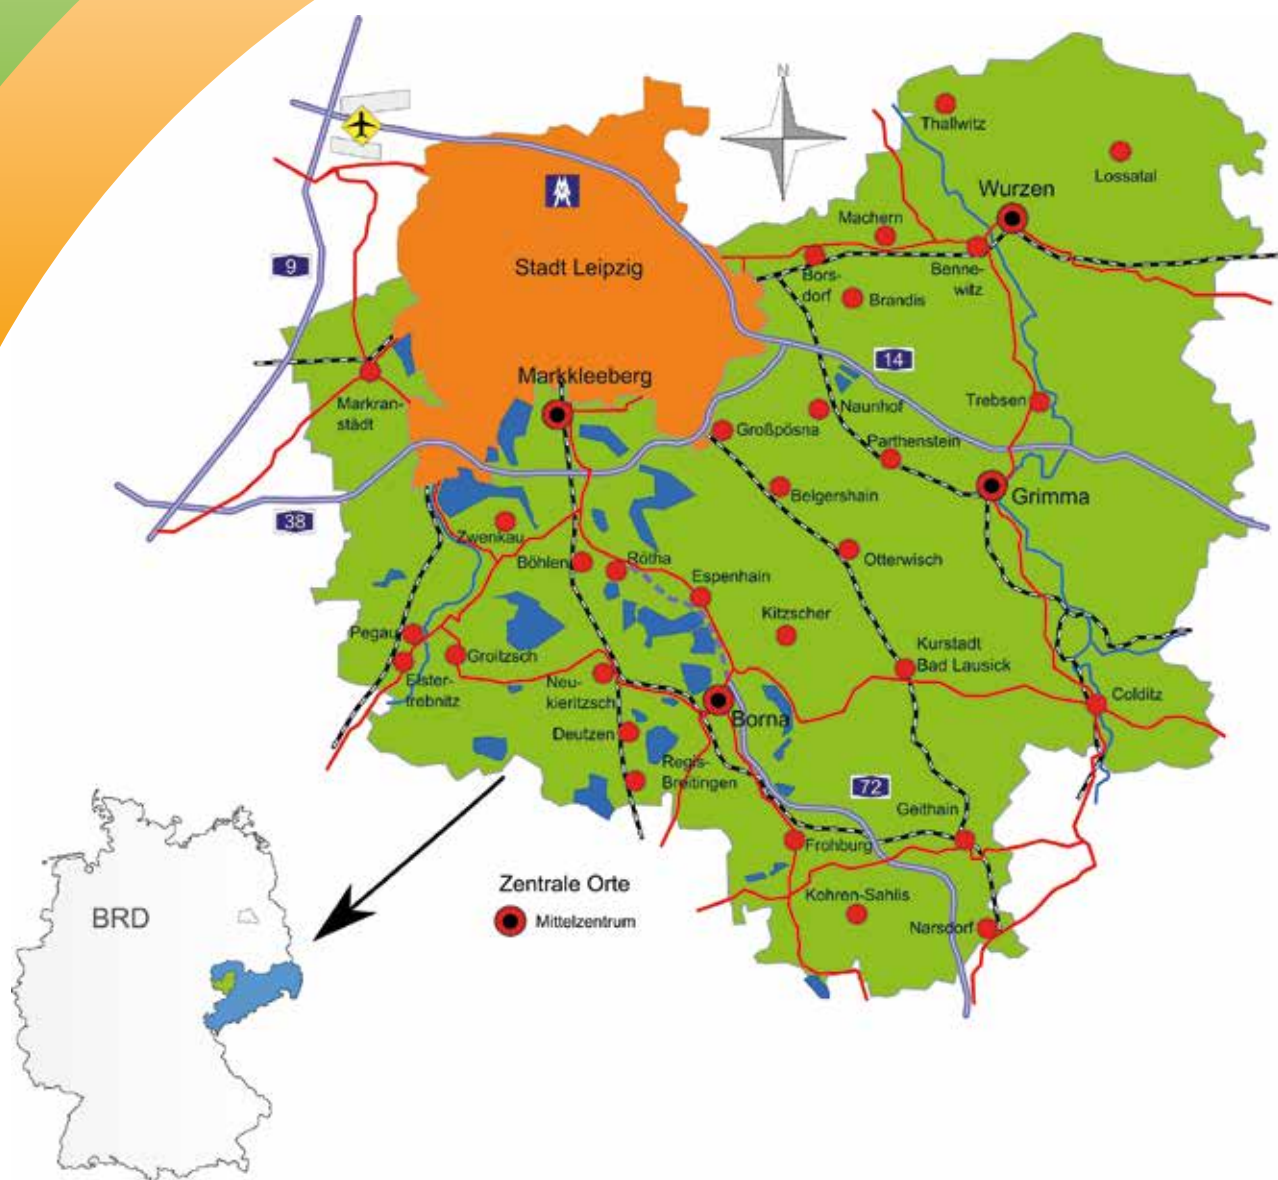 N
Thallwitz
Lossatal
Wurzen
Machern
9
Stadt Leipzig
Bors-
dorf
Benne-
witz
Brandis
14
Markkleeberg
Markran-
städt
Naunhof
Trebsen
Großpösna
Parthenstein
Belgershain
Grimma
38
Zwenkau
Böhlen
Rötha
Otterwisch
Espenhain
Kitzscher
Pegau
Groitzsch
Kurstadt
Bad Lausick
Elster-
trebnitz
Neu-
kieritzsch
Colditz
Borna
Deutzen
Regis-
Breitingen
72
Geithain
Frohburg
Zentrale Orte
Mittelzentrum
Kohren-Sahlis
Narsdorf
BRD